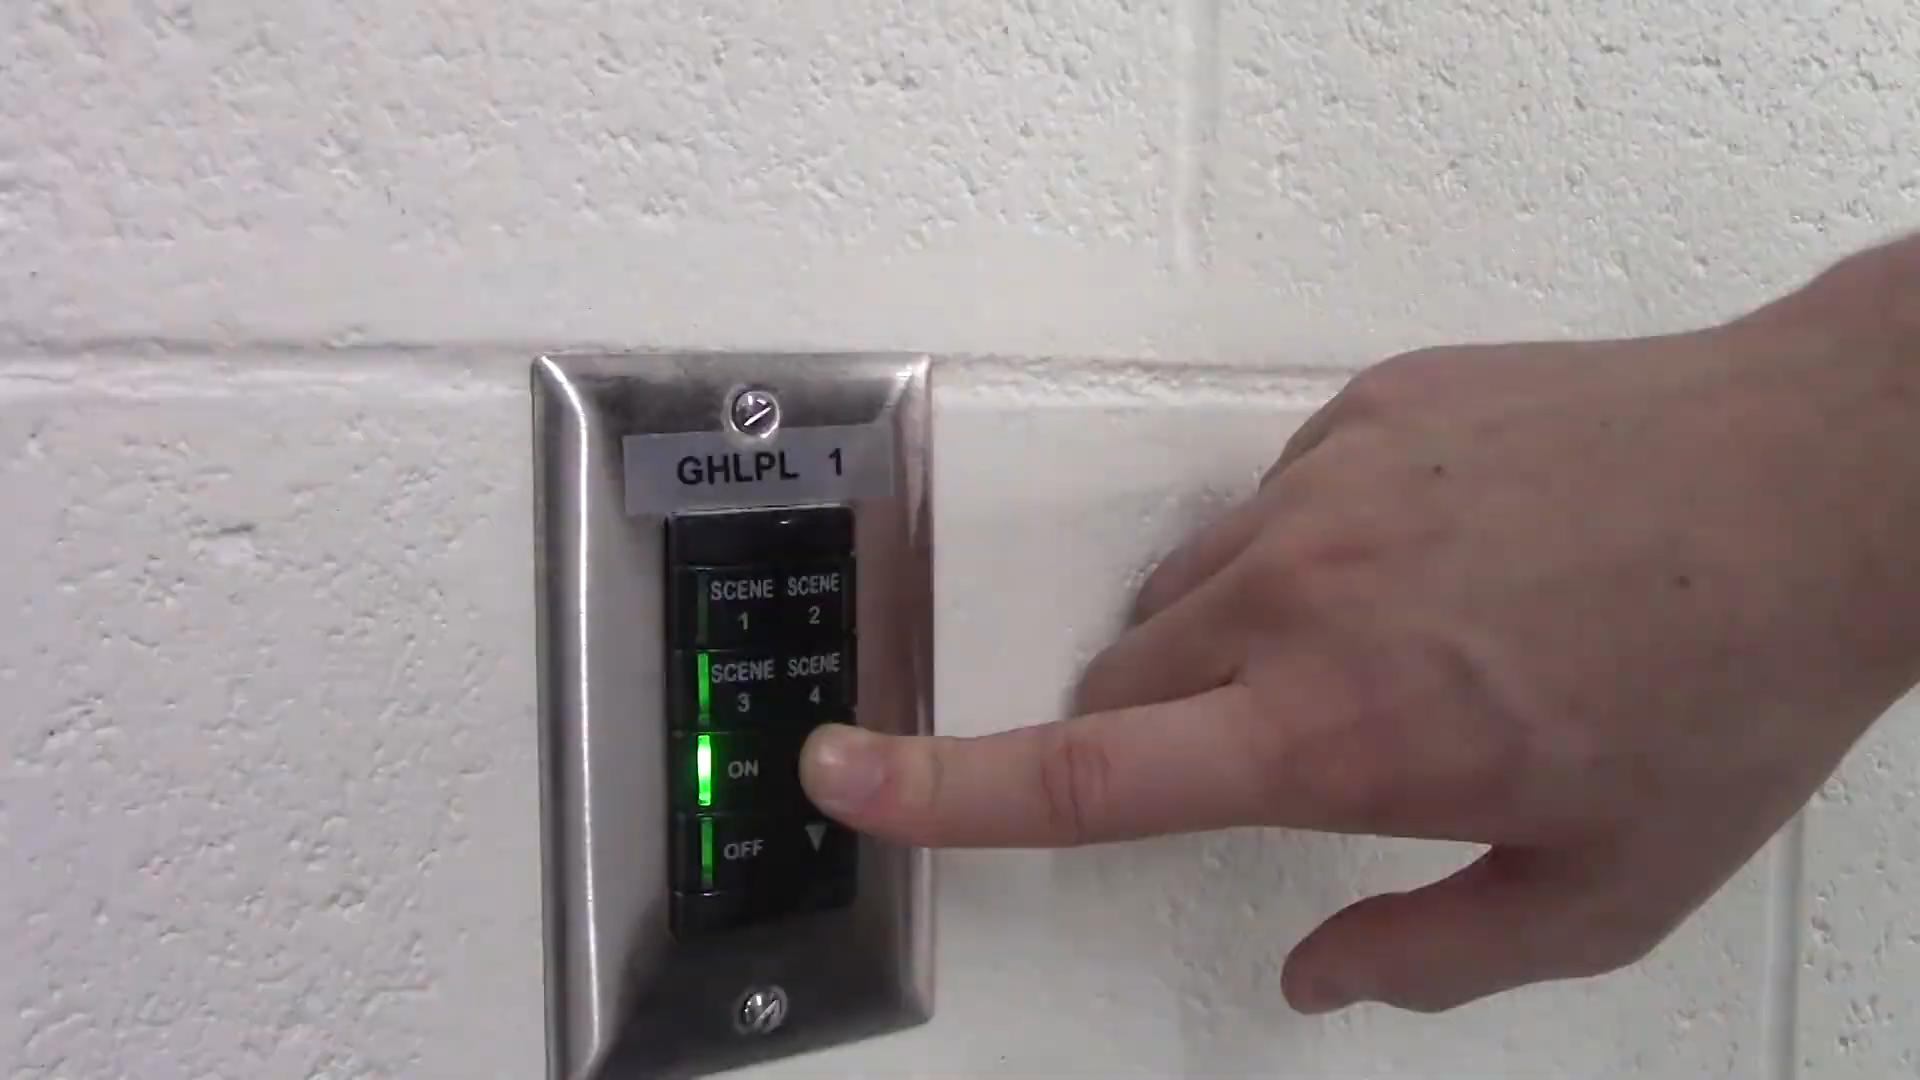 GHLPL 1
SCENE 1
SCENE 2
SCENE 3
SCENE 4
ON
OFF ▼